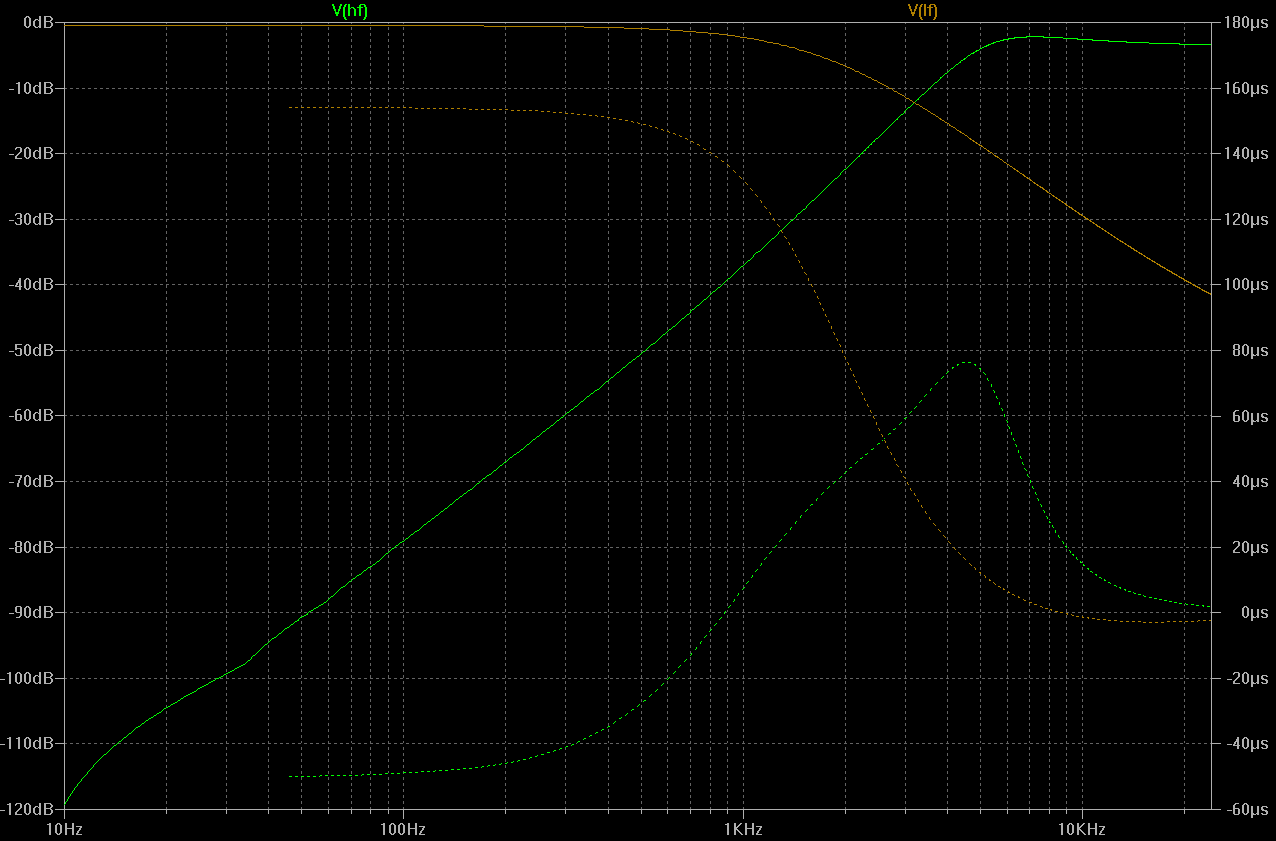 V(hf) V(lf)
0dB 180µs
-10dB 160µs
-20dB 140µs
-30dB 120µs
-40dB 100µs
-50dB 80µs
-60dB 60µs
-70dB 40µs
-80dB 20µs
-90dB 0µs
-100dB -20µs
-110dB -40µs
-120dB -60µs
10Hz 100Hz 1KHz 10KHz